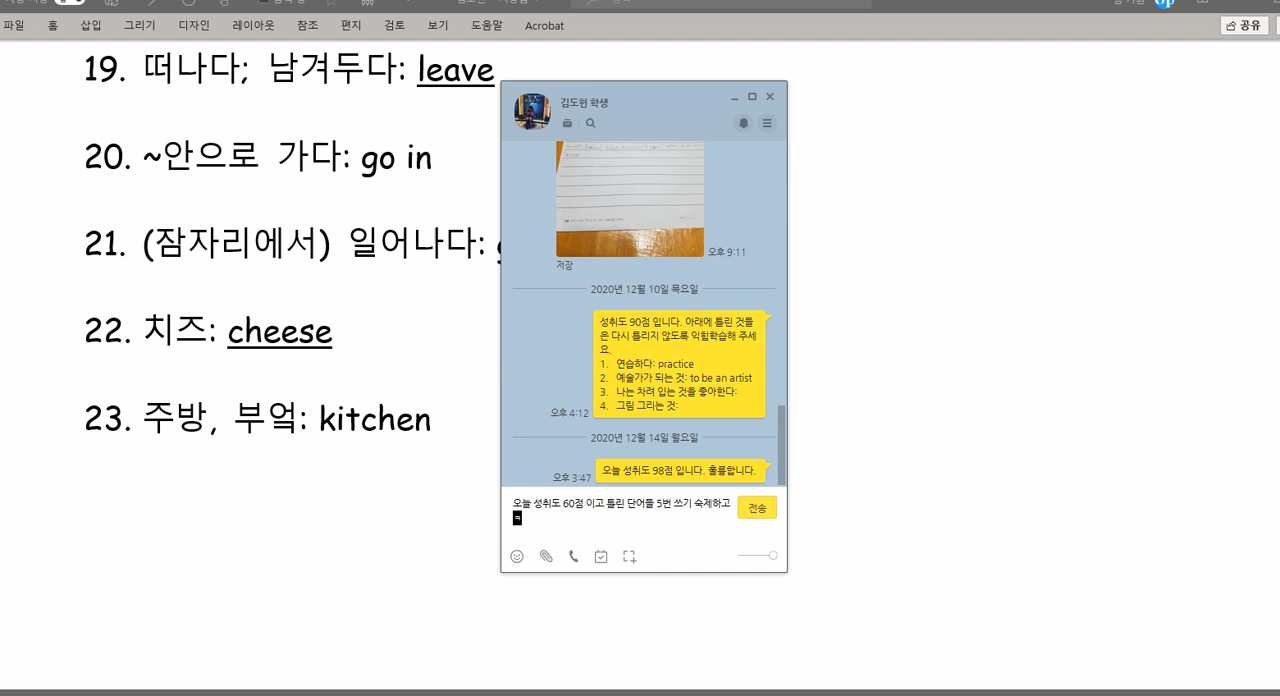 파일 홈 삽입 그리기 디자인 레이아웃 참조 편지 검토 보기 도움말 Acrobat 공유
19. 떠나다; 남겨두다: leave
20. ~안으로 가다: go in
21. (잠자리에서) 일어나다:
22. 치즈: cheese
23. 주방, 부엌: kitchen
김도헌 학생
오후 9:11
저장
2020년 12월 10일 목요일
성취도 90점 입니다. 아래에 틀린 것들
은 다시 틀리지 않도록 익힘학습해 주세
요.
1. 연습하다: practice
2. 예술가가 되는 것: to be an artist
3. 나는 차려 입는 것을 좋아한다:
4. 그림 그리는 것:
오후 4:12
2020년 12월 14일 월요일
오늘 성취도 98점 입니다. 훌륭합니다.
오후 3:47
오늘 성취도 60점 이고 틀린 단어들 5번 쓰기 숙제하고
ㅋ
전송